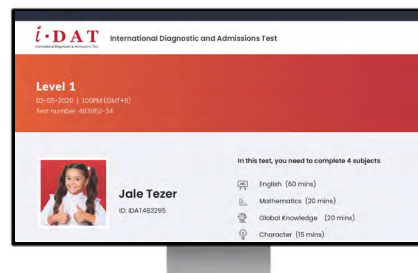 i·DAT
International Diagnostic & Admissions Test
International Diagnostic and Admissions Test
Level 1
02-05-2020 | 1:00PM (GMT+8)
Test number 483952-34
Jale Tezer
ID: IDAT483295
In this test, you need to complete 4 subjects
English (60 mins)
Mathematics (20 mins)
Global Knowledge (20 mins)
Character (15 mins)